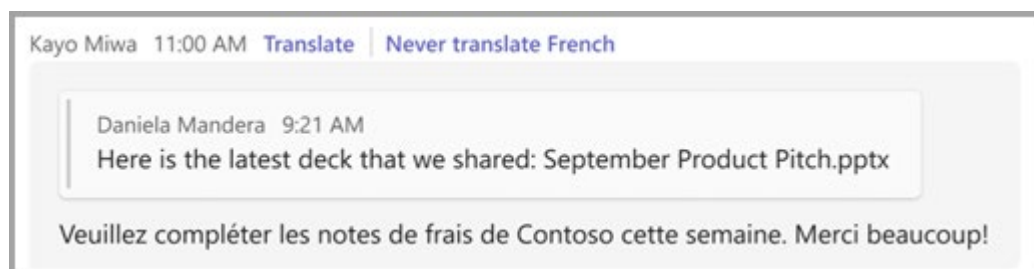 Kayo Miwa 11:00 AM Translate Never translate French
Daniela Mandera 9:21 AM
Here is the latest deck that we shared: September Product Pitch.pptx
Veuillez compléter les notes de frais de Contoso cette semaine. Merci beaucoup!